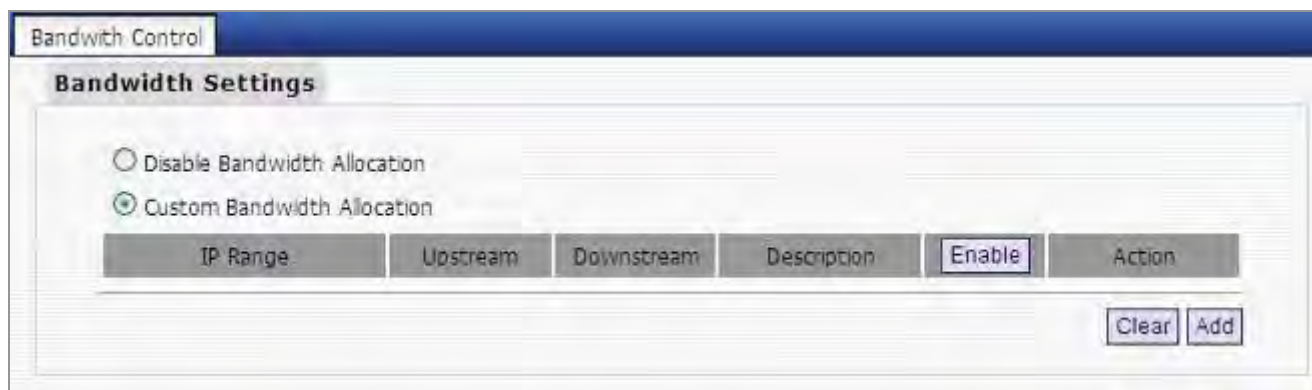 Bandwith Control
Bandwidth Settings
Disable Bandwidth Allocation
Custom Bandwidth Allocation
IP Range Upstream Downstream Description Enable Action
Clear Add